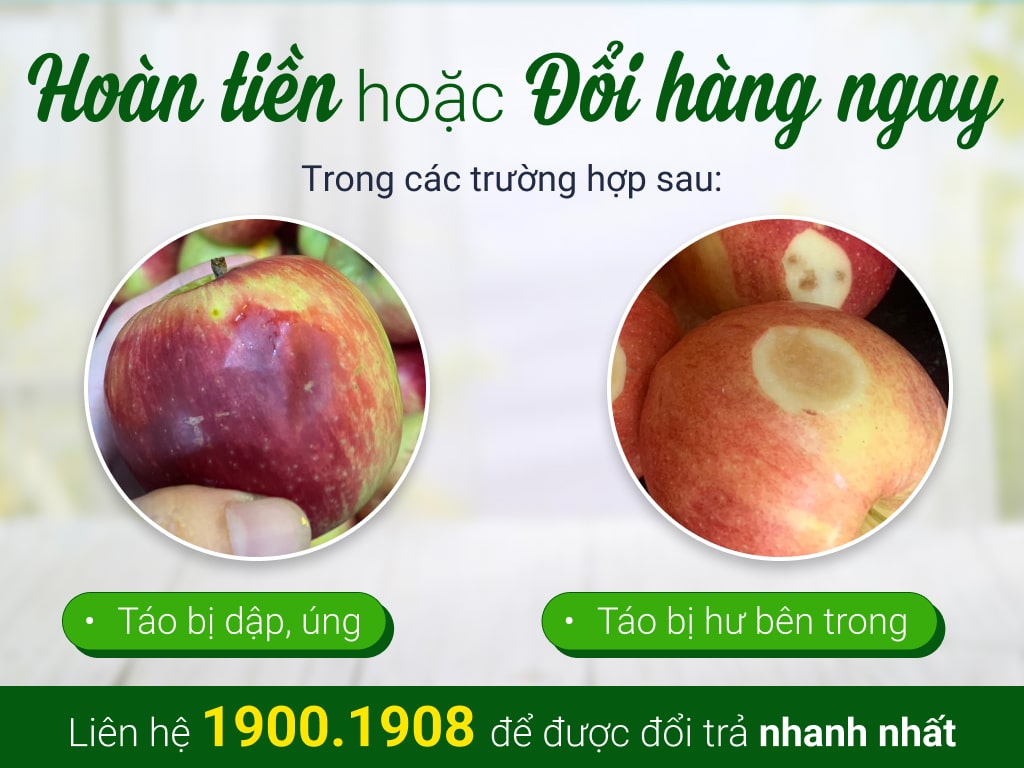 Hoàn tiền hoặc Đổi hàng ngay
Trong các trường hợp sau:
• Táo bị dập, úng
• Táo bị hư bên trong
Liên hệ 1900.1908 để được đổi trả nhanh nhất